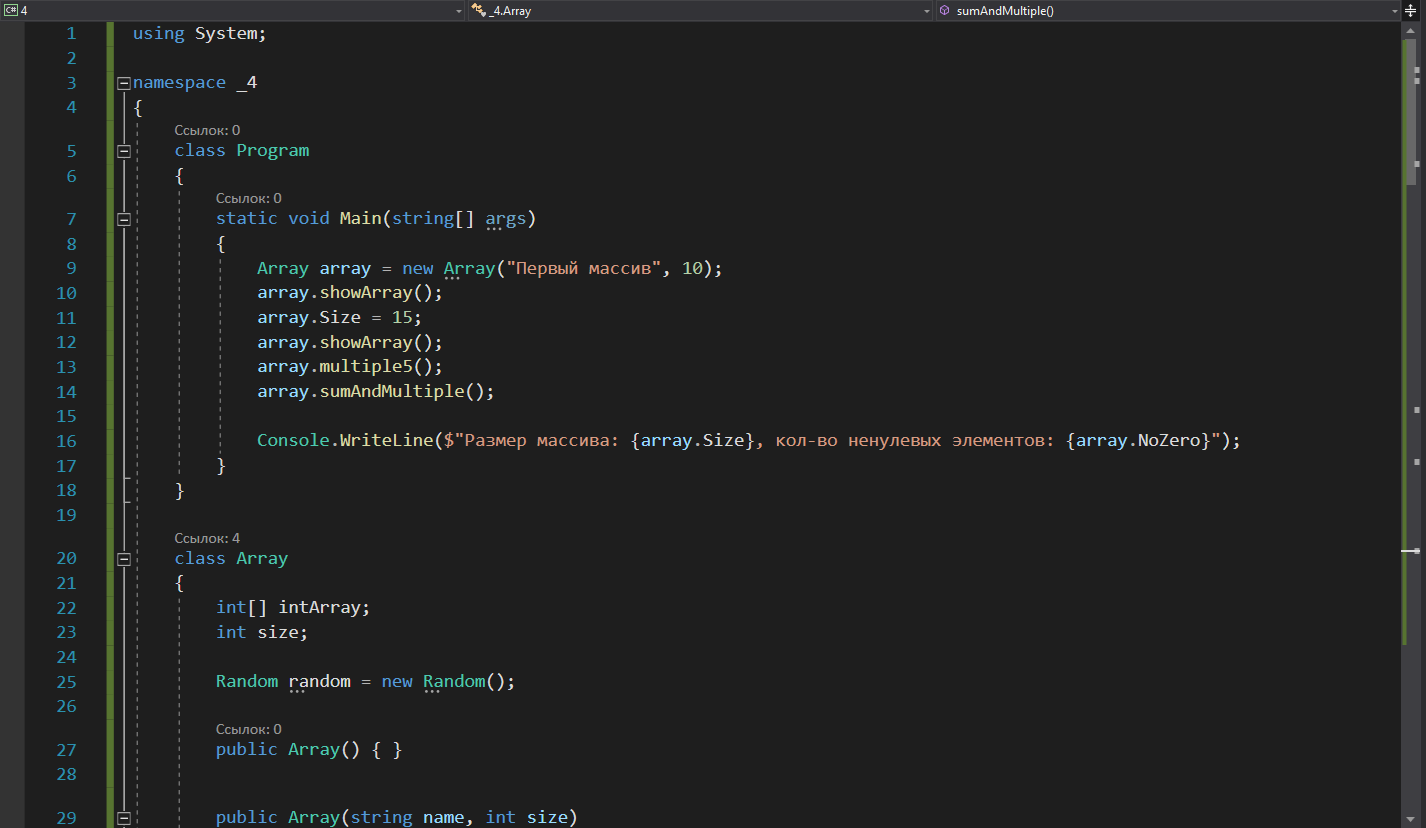 C# 4 _4.Array sumAndMultiple()
1 using System;
2
3 namespace _4
4 {
Ссылок: 0
5 class Program
6 {
Ссылок: 0
7 static void Main(string[] args)
8 {
9 Array array = new Array("Первый массив", 10);
10 array.showArray();
11 array.Size = 15;
12 array.showArray();
13 array.multiple5();
14 array.sumAndMultiple();
15
16 Console.WriteLine($"Размер массива: {array.Size}, кол-во ненулевых элементов: {array.NoZero}");
17 }
18 }
19
Ссылок: 4
20 class Array
21 {
22 int[] intArray;
23 int size;
24
25 Random random = new Random();
26
Ссылок: 0
27 public Array() { }
28
29 public Array(string name, int size)